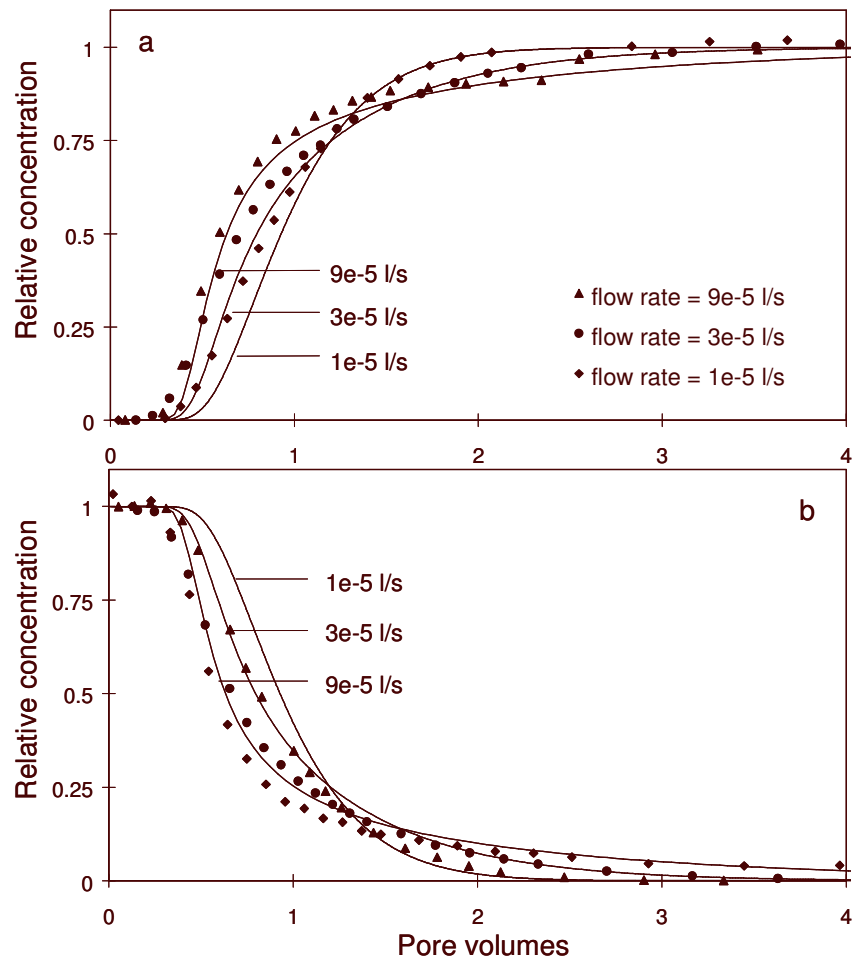 a
1
0.75
0.5
0.25
0
Relative concentration
9e-5 l/s
3e-5 l/s
1e-5 l/s
flow rate = 9e-5 l/s
flow rate = 3e-5 l/s
flow rate = 1e-5 l/s
0 1 2 3 4
b
1
0.75
0.5
0.25
0
Relative concentration
1e-5 l/s
3e-5 l/s
9e-5 l/s
0 1 2 3 4
Pore volumes